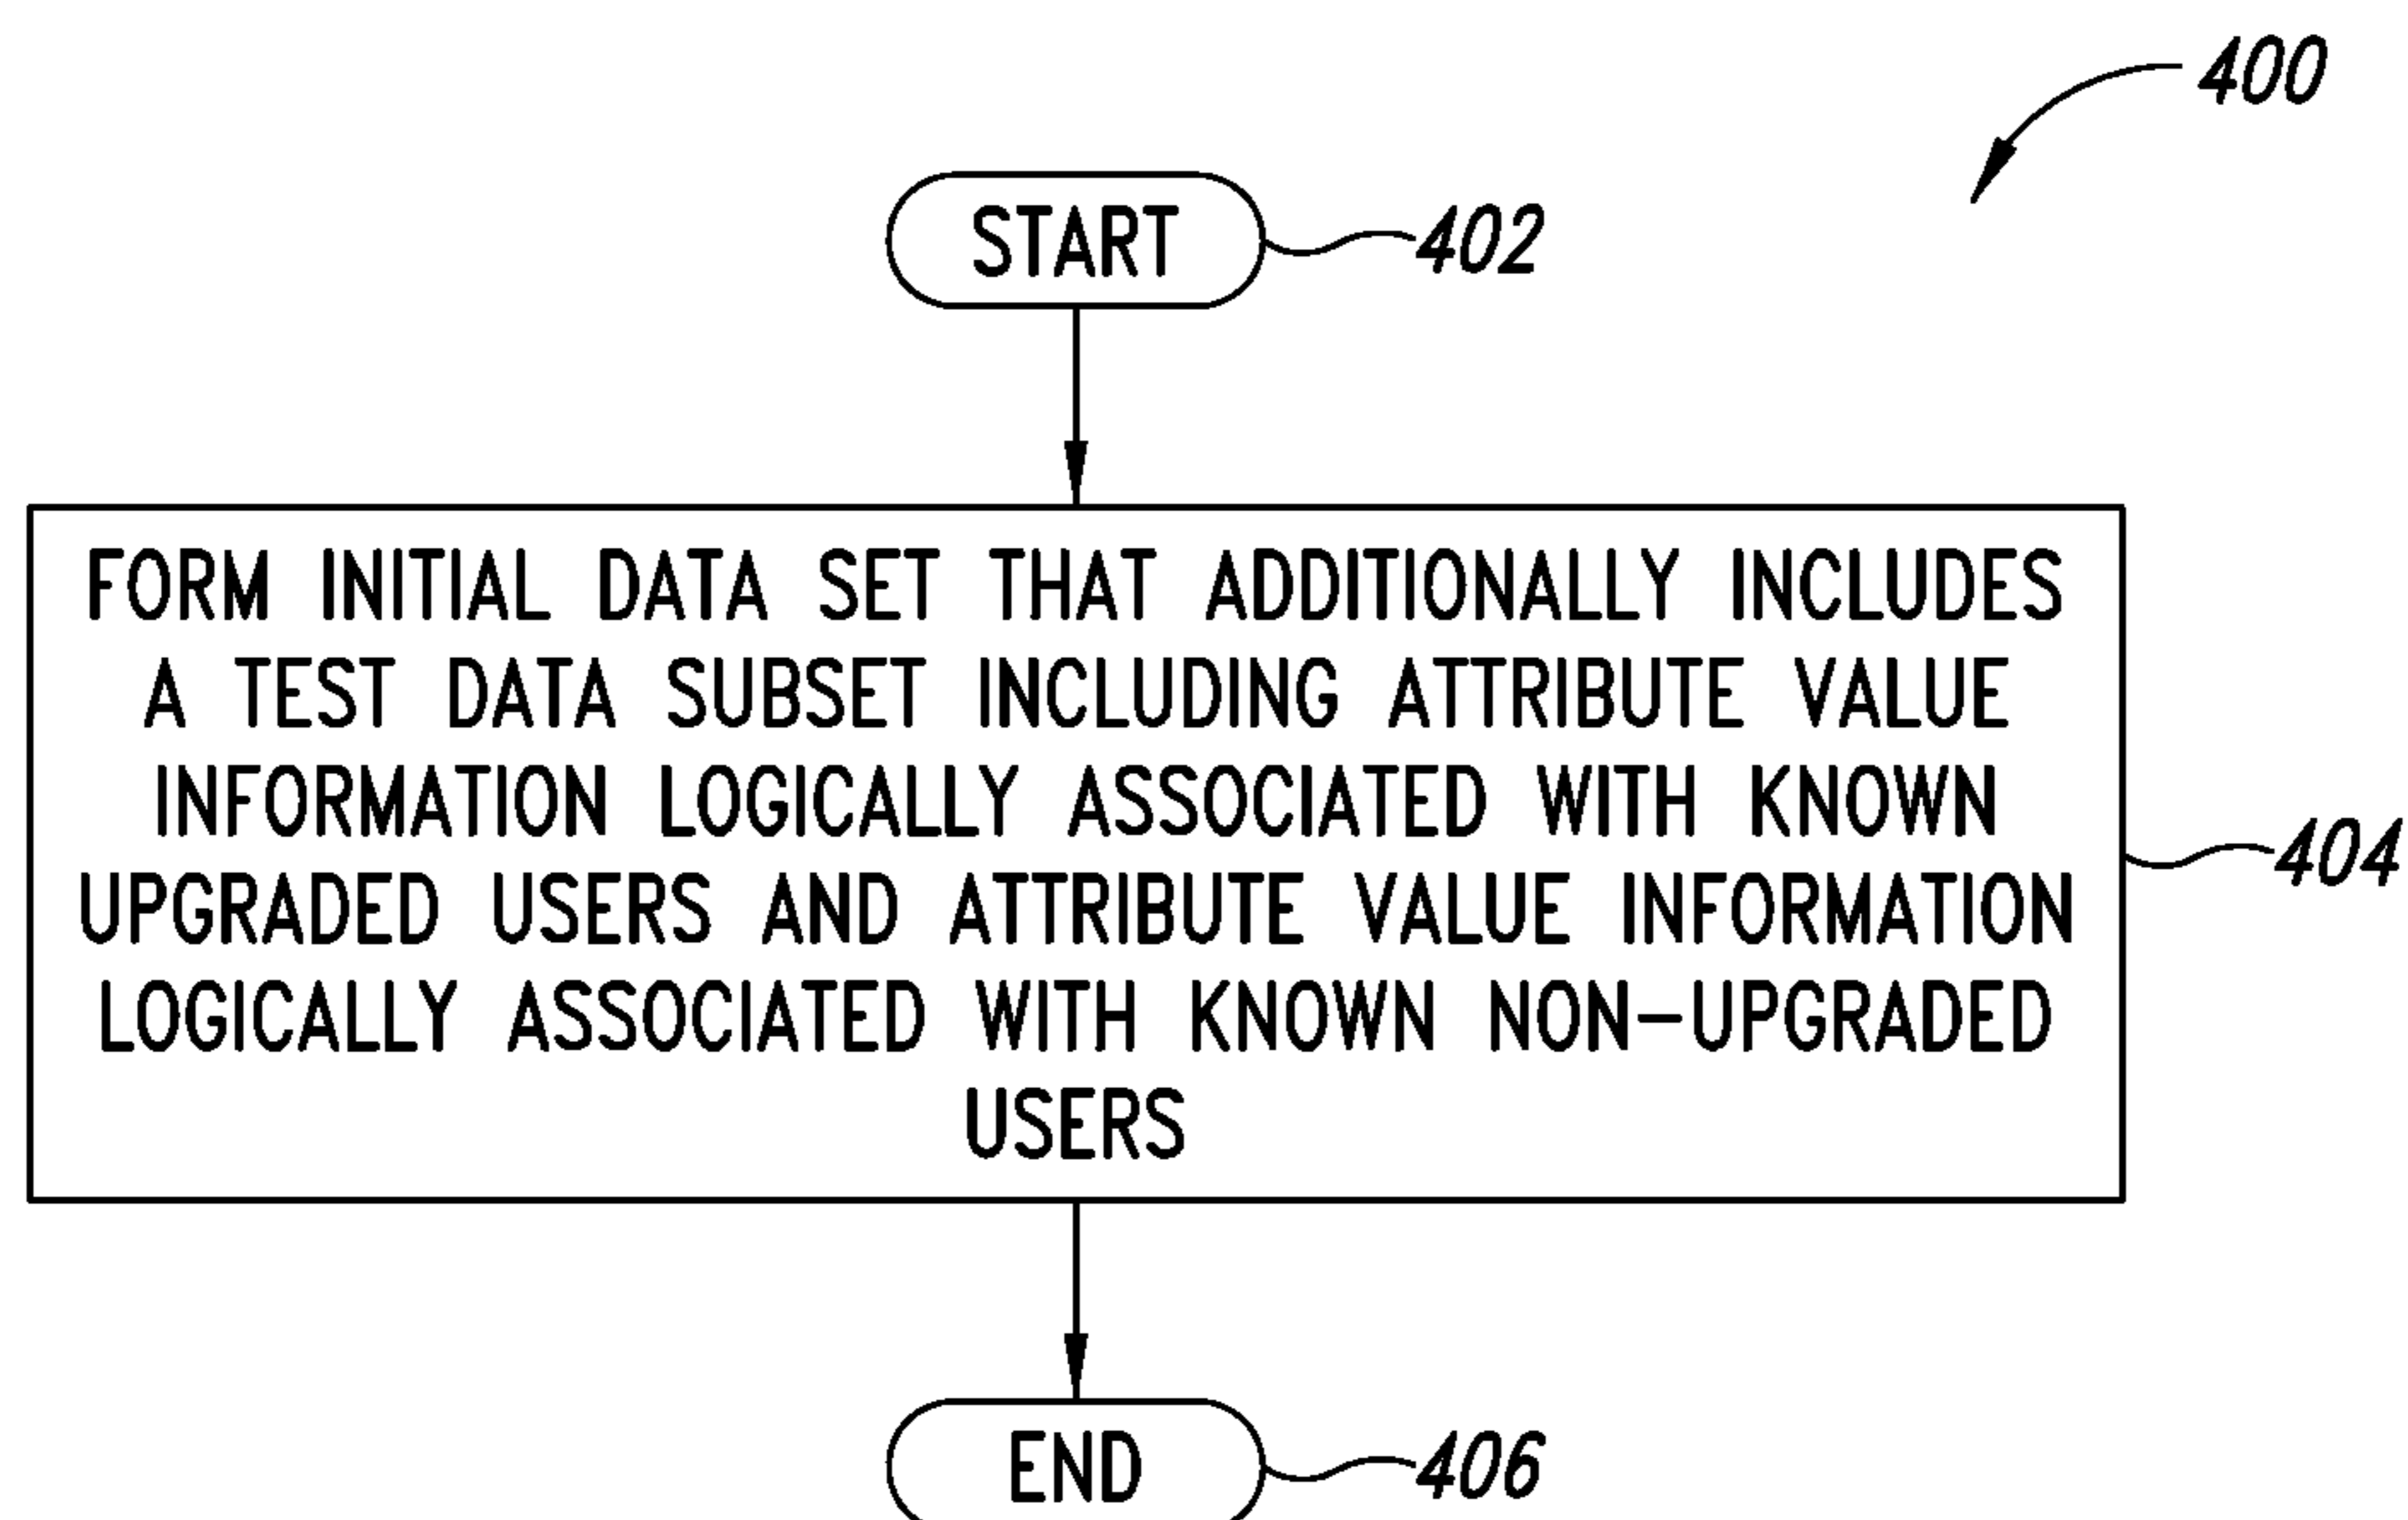 400
START
402
FORM INITIAL DATA SET THAT ADDITIONALLY INCLUDES
A TEST DATA SUBSET INCLUDING ATTRIBUTE VALUE
INFORMATION LOGICALLY ASSOCIATED WITH KNOWN
UPGRADED USERS AND ATTRIBUTE VALUE INFORMATION
LOGICALLY ASSOCIATED WITH KNOWN NON-UPGRADED
USERS
404
END
406